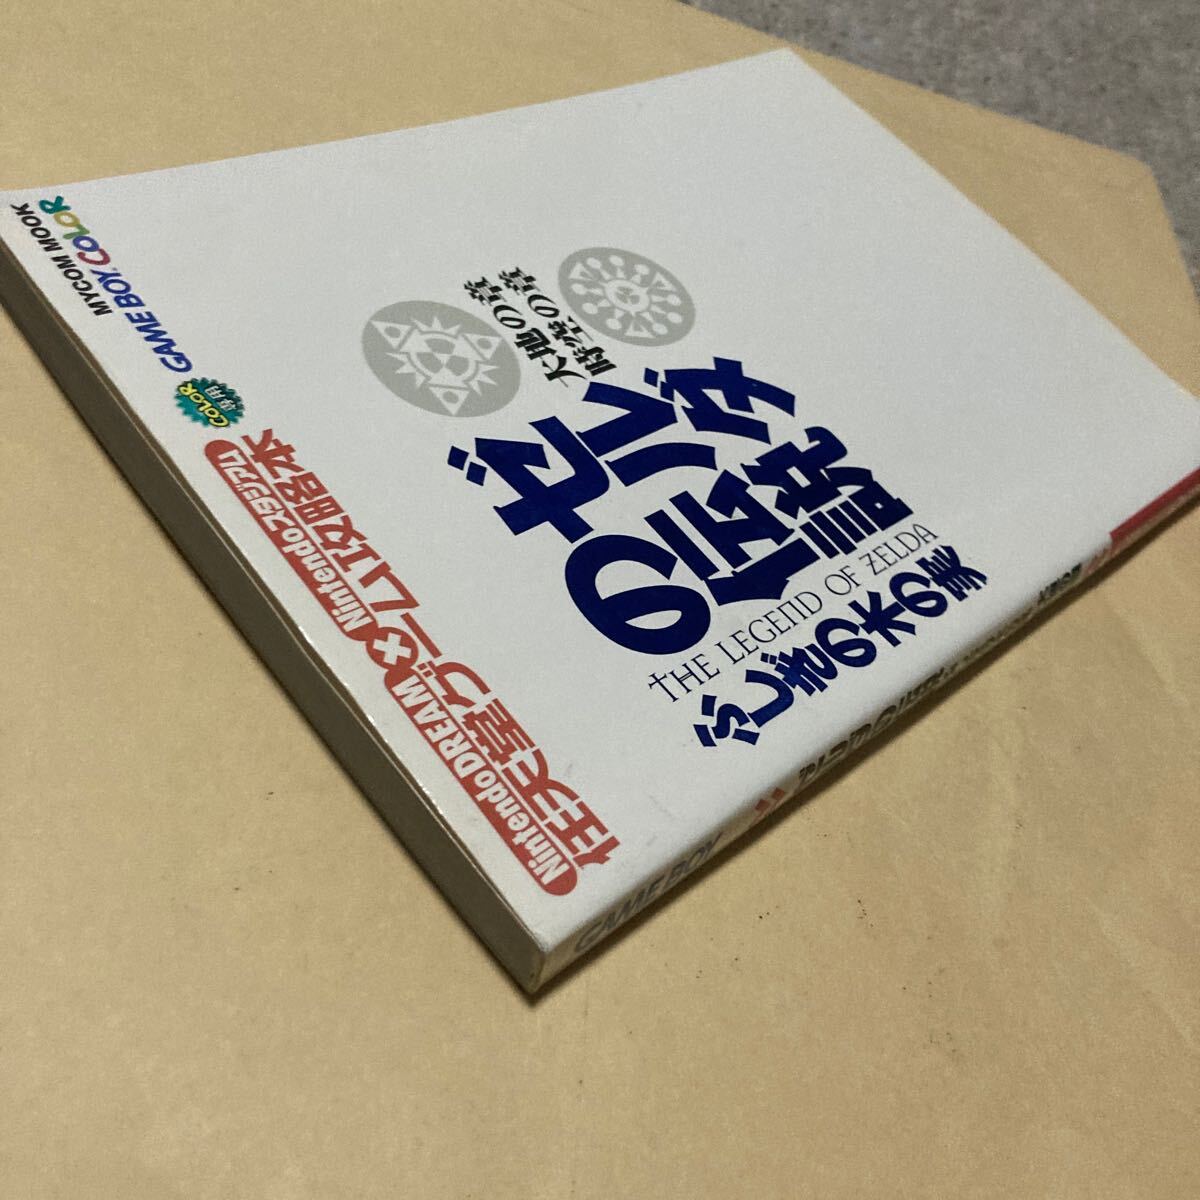 MYCOM MOOK
GAME BOY COLOR
COLOR
専用
Nintendo DREAM × Nintendoスタジアム
任天堂ゲーム攻略本
大地の章
時空の章
ゼルダ
の伝説
THE LEGEND OF ZELDA
ふしぎの木の実
GAME BOY